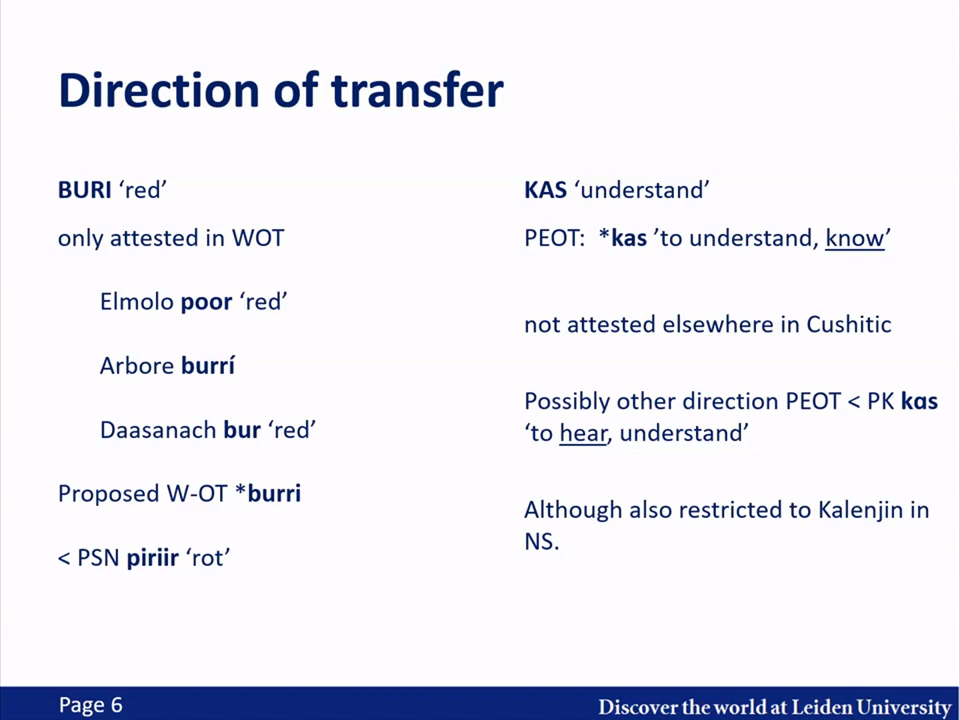 Direction of transfer
BURI ‘red’
only attested in WOT
Elmolo poor ‘red’
Arbore burrí
Daasanach bur ‘red’
Proposed W-OT *burri
< PSN piriir ‘rot’
KAS ‘understand’
PEOT: *kas ’to understand, know’
not attested elsewhere in Cushitic
Possibly other direction PEOT < PK kɑs
‘to hear, understand’
Although also restricted to Kalenjin in
NS.
Page 6
Discover the world at Leiden University